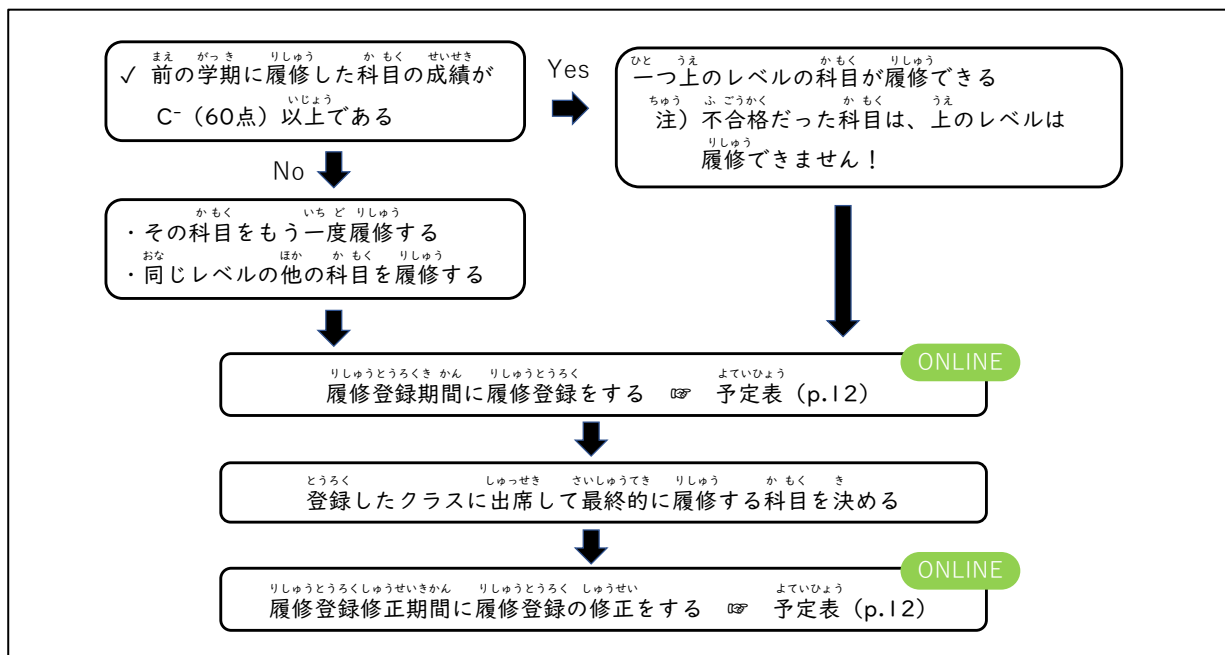 まえ がっき りしゅう かもく せいせき
✓ 前の学期に履修した科目の成績が
いじょう
C⁻（60点）以上である
Yes
ひと うえ かもく りしゅう
一つ上のレベルの科目が履修できる
ちゅう ふごうかく かもく うえ
注）不合格だった科目は、上のレベルは
りしゅう
履修できません！
No
かもく いちど りしゅう
・その科目をもう一度履修する
おな ほか かもく りしゅう
・同じレベルの他の科目を履修する
ONLINE
りしゅうとうろくきかん りしゅうとうろく よていひょう
履修登録期間に履修登録をする ☞ 予定表（p.12）
とうろく しゅっせき さいしゅうてき りしゅう かもく き
登録したクラスに出席して最終的に履修する科目を決める
ONLINE
りしゅうとうろくしゅうせいきかん りしゅうとうろく しゅうせい よていひょう
履修登録修正期間に履修登録の修正をする ☞ 予定表（p.12）